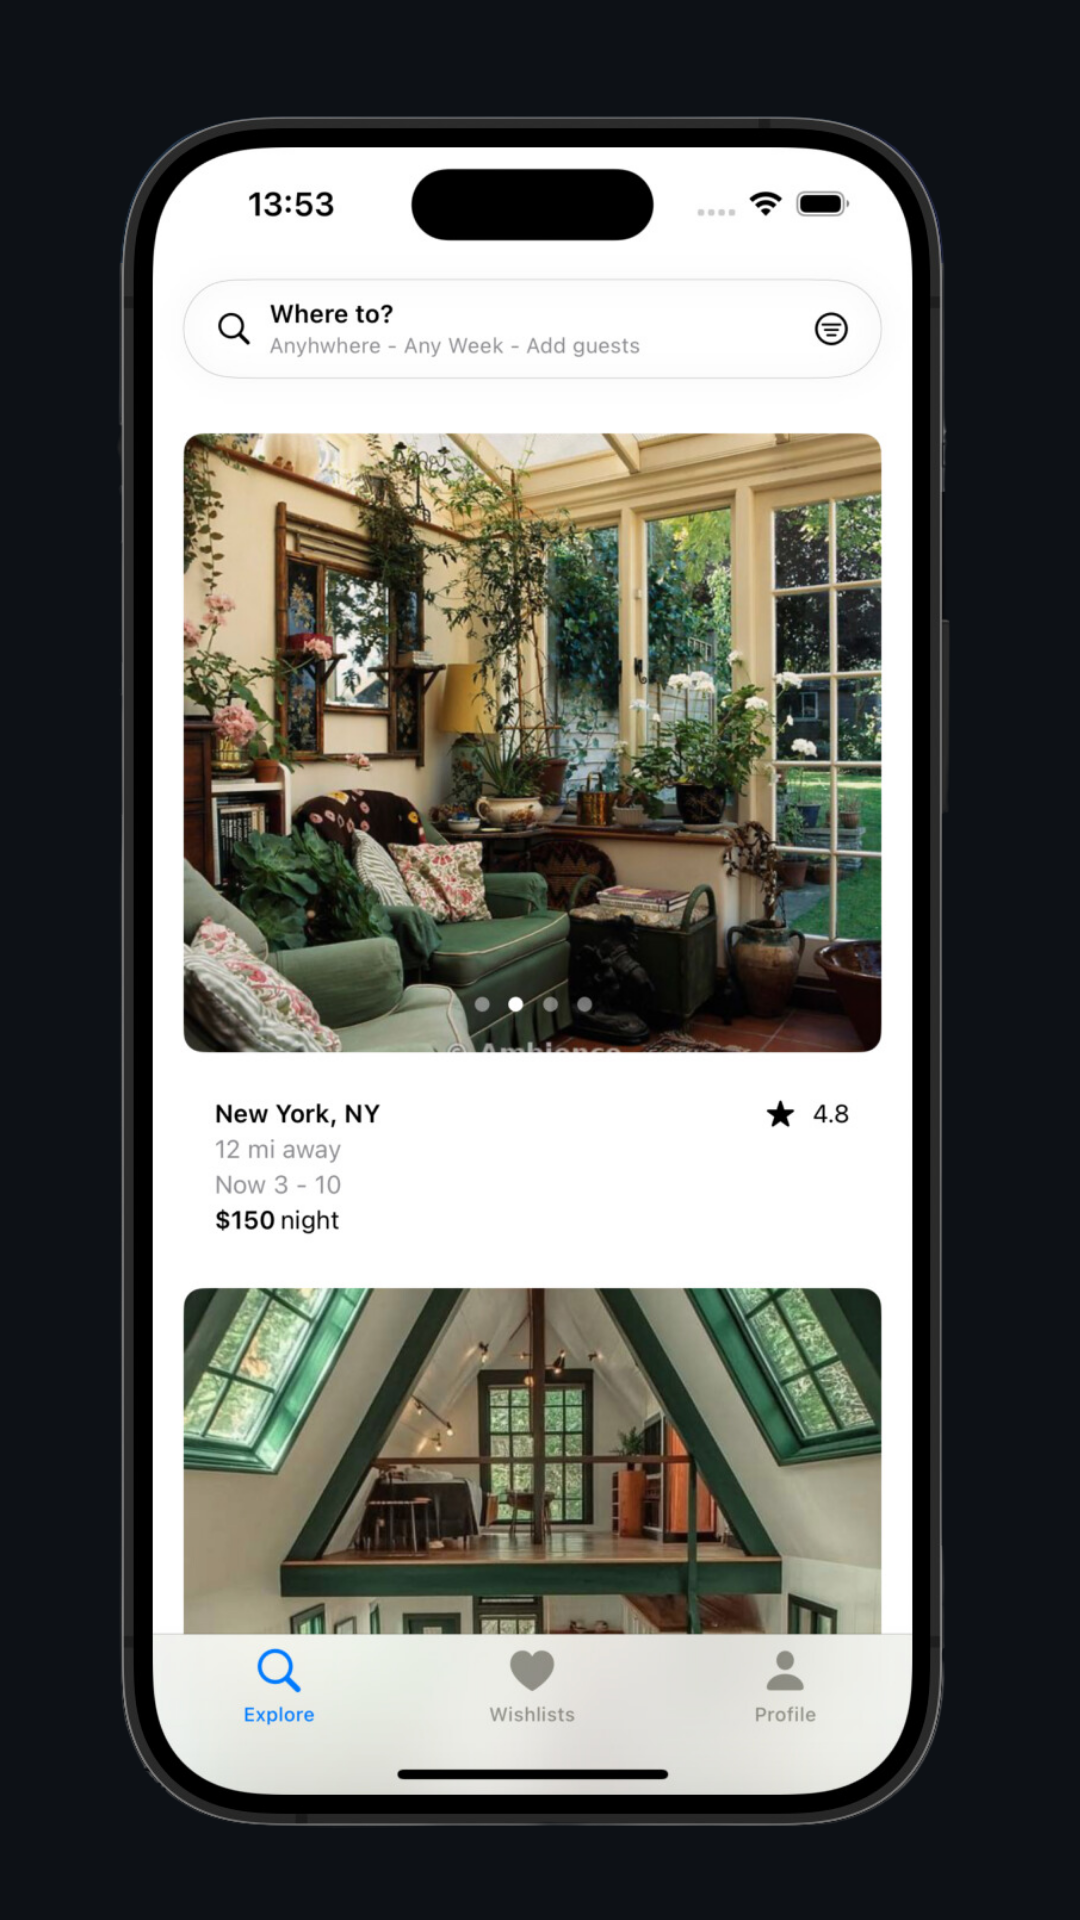 13:53
Where to?
Anyhwhere - Any Week - Add guests
© Ambience
New York, NY
4.8
12 mi away
Now 3 - 10
$150 night
Explore
Wishlists
Profile